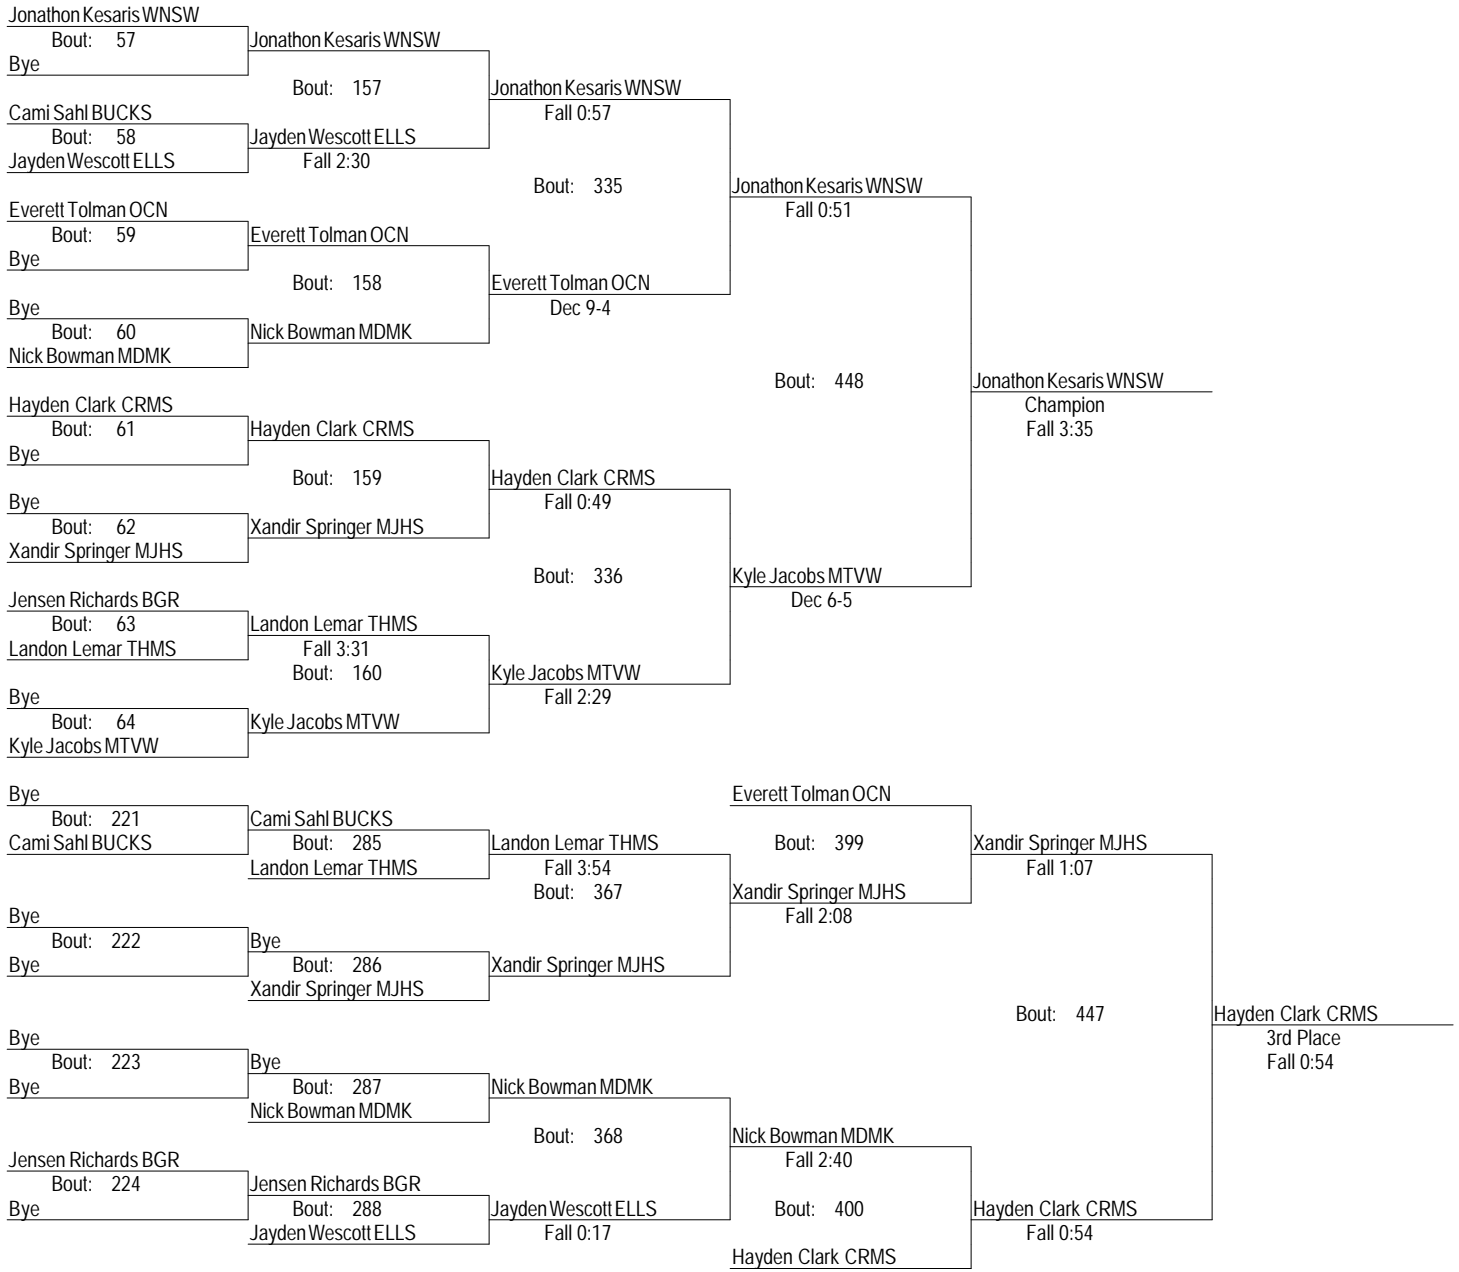 Jonathon Kesaris WNSW
Bout: 57
Jonathon Kesaris WNSW
Bye
Bout: 157
Jonathon Kesaris WNSW
Cami Sahl BUCKS
Fall 0:57
Bout: 58
Jayden Wescott ELLS
Jayden Wescott ELLS
Fall 2:30
Bout: 335
Jonathon Kesaris WNSW
Everett Tolman OCN
Fall 0:51
Bout: 59
Everett Tolman OCN
Bye
Bout: 158
Everett Tolman OCN
Bye
Dec 9-4
Bout: 60
Nick Bowman MDMK
Nick Bowman MDMK
Bout: 448
Jonathon Kesaris WNSW
Hayden Clark CRMS
Champion
Bout: 61
Hayden Clark CRMS
Fall 3:35
Bye
Bout: 159
Hayden Clark CRMS
Bye
Fall 0:49
Bout: 62
Xandir Springer MJHS
Xandir Springer MJHS
Bout: 336
Kyle Jacobs MTVW
Jensen Richards BGR
Dec 6-5
Bout: 63
Landon Lemar THMS
Landon Lemar THMS
Fall 3:31
Bout: 160
Kyle Jacobs MTVW
Bye
Fall 2:29
Bout: 64
Kyle Jacobs MTVW
Kyle Jacobs MTVW
Bye
Everett Tolman OCN
Bout: 221
Cami Sahl BUCKS
Cami Sahl BUCKS
Bout: 285
Landon Lemar THMS
Bout: 399
Xandir Springer MJHS
Landon Lemar THMS
Fall 3:54
Fall 1:07
Bout: 367
Xandir Springer MJHS
Bye
Fall 2:08
Bout: 222
Bye
Bye
Bout: 286
Xandir Springer MJHS
Xandir Springer MJHS
Bout: 447
Hayden Clark CRMS
Bye
3rd Place
Bout: 223
Bye
Fall 0:54
Bye
Bout: 287
Nick Bowman MDMK
Nick Bowman MDMK
Bout: 368
Nick Bowman MDMK
Jensen Richards BGR
Fall 2:40
Bout: 224
Jensen Richards BGR
Bye
Bout: 288
Jayden Wescott ELLS
Bout: 400
Hayden Clark CRMS
Jayden Wescott ELLS
Fall 0:17
Fall 0:54
Hayden Clark CRMS